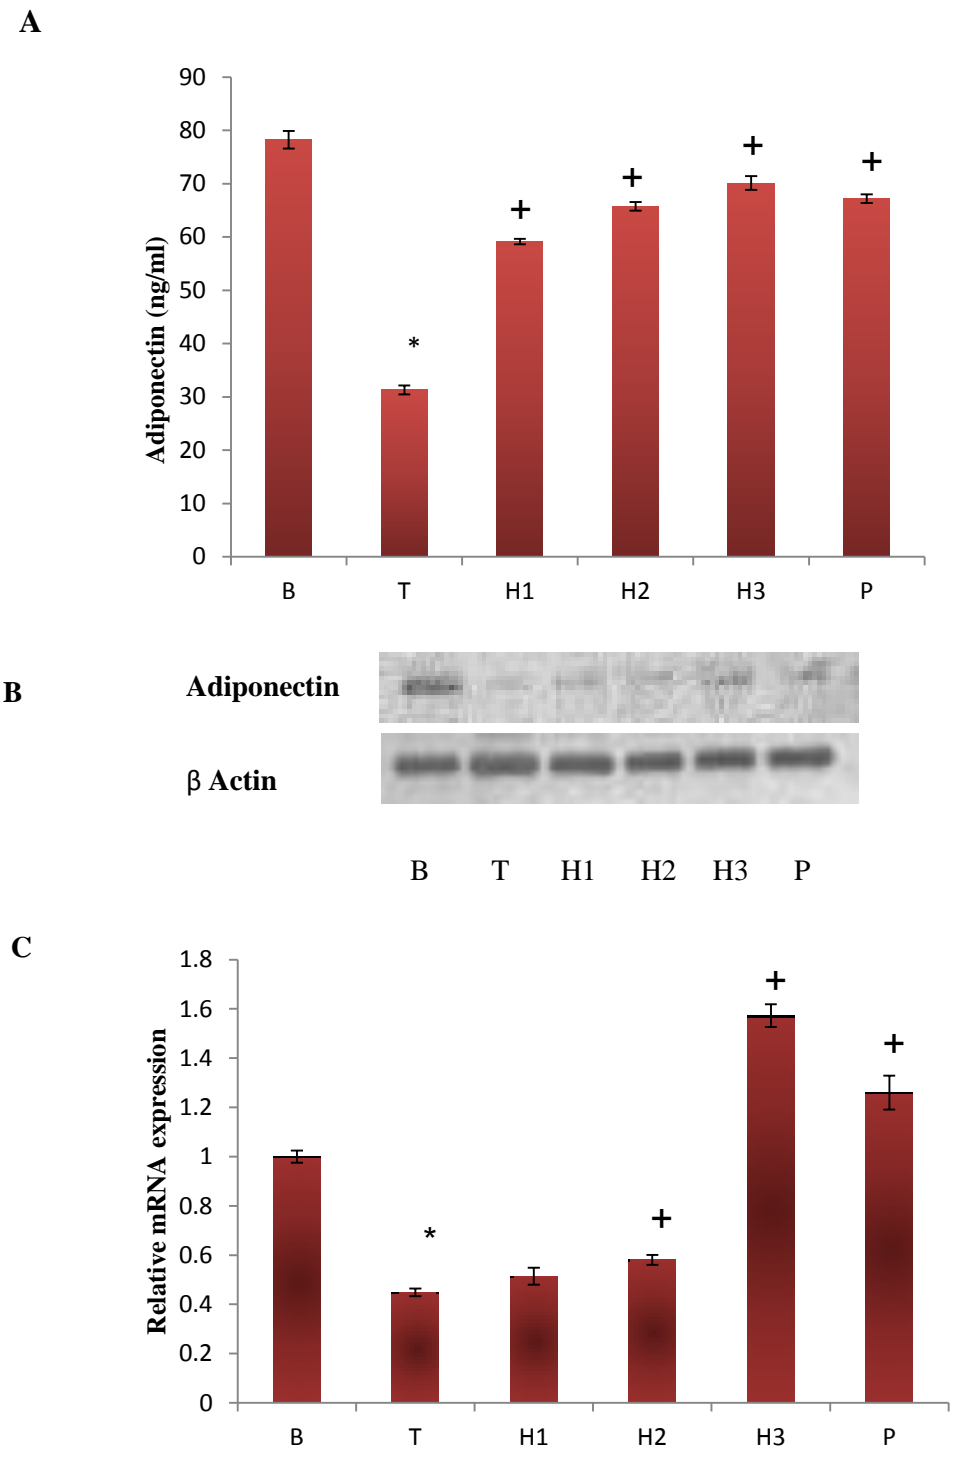 A
Adiponectin (ng/ml)
90
80
70
60
50
40
30
20
10
0
*
+
+
+
+
B T H1 H2 H3 P
B
Adiponectin
β Actin
B T H1 H2 H3 P
C
Relative mRNA expression
1.8
1.6
1.4
1.2
1
0.8
0.6
0.4
0.2
0
*
+
+
+
B T H1 H2 H3 P